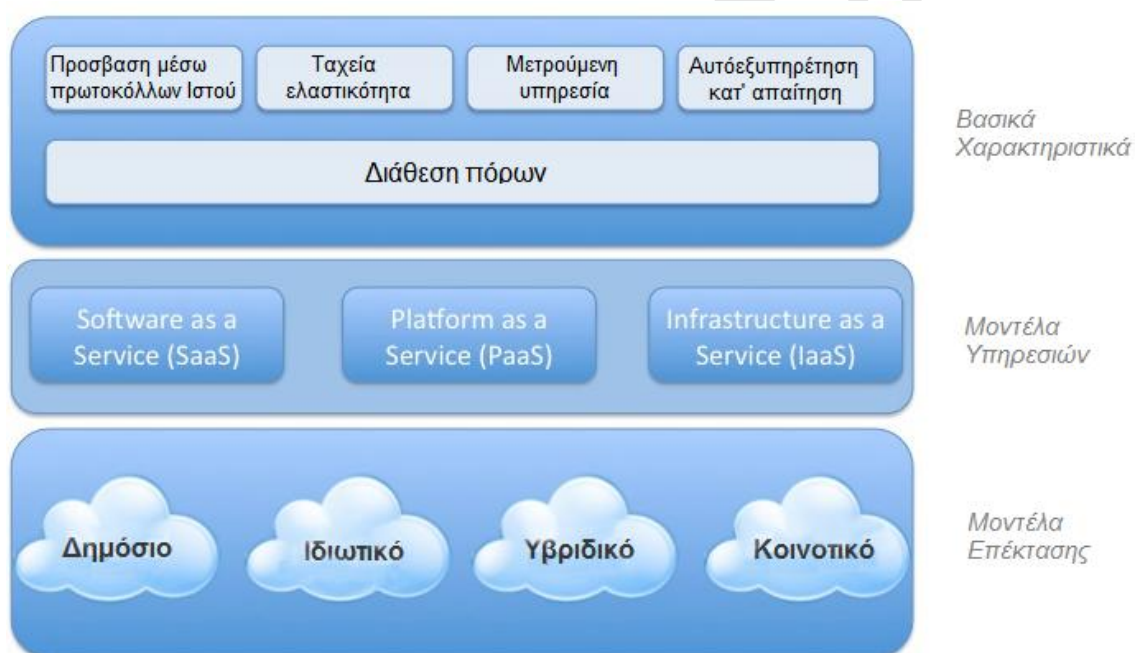 Προσβαση μέσω
πρωτοκόλλων Ιστού
Ταχεία
ελαστικότητα
Μετρούμενη
υπηρεσία
Αυτόεξυπηρέτηση
κατ' απαίτηση
Διάθεση πόρων
Βασικά
Χαρακτηριστικά
Software as a
Service (SaaS)
Platform as a
Service (PaaS)
Infrastructure as a
Service (IaaS)
Μοντέλα
Υπηρεσιών
Δημόσιο
Ιδιωτικό
Υβριδικό
Κοινοτικό
Μοντέλα
Επέκτασης